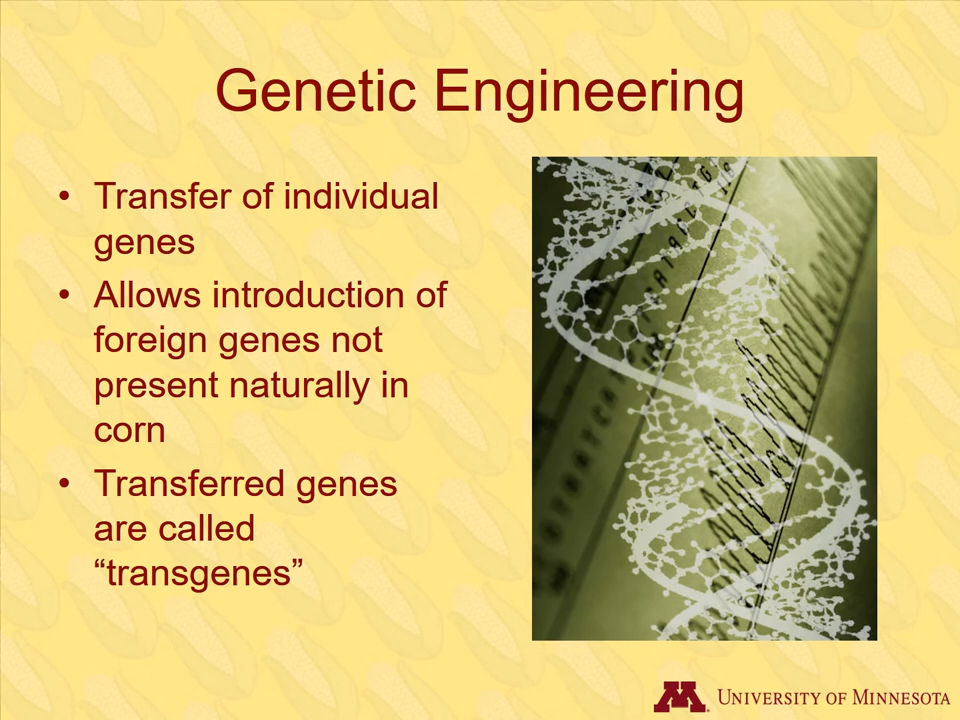 Genetic Engineering
• Transfer of individual
genes
• Allows introduction of
foreign genes not
present naturally in
corn
• Transferred genes
are called
“transgenes”
M UNIVERSITY OF MINNESOTA